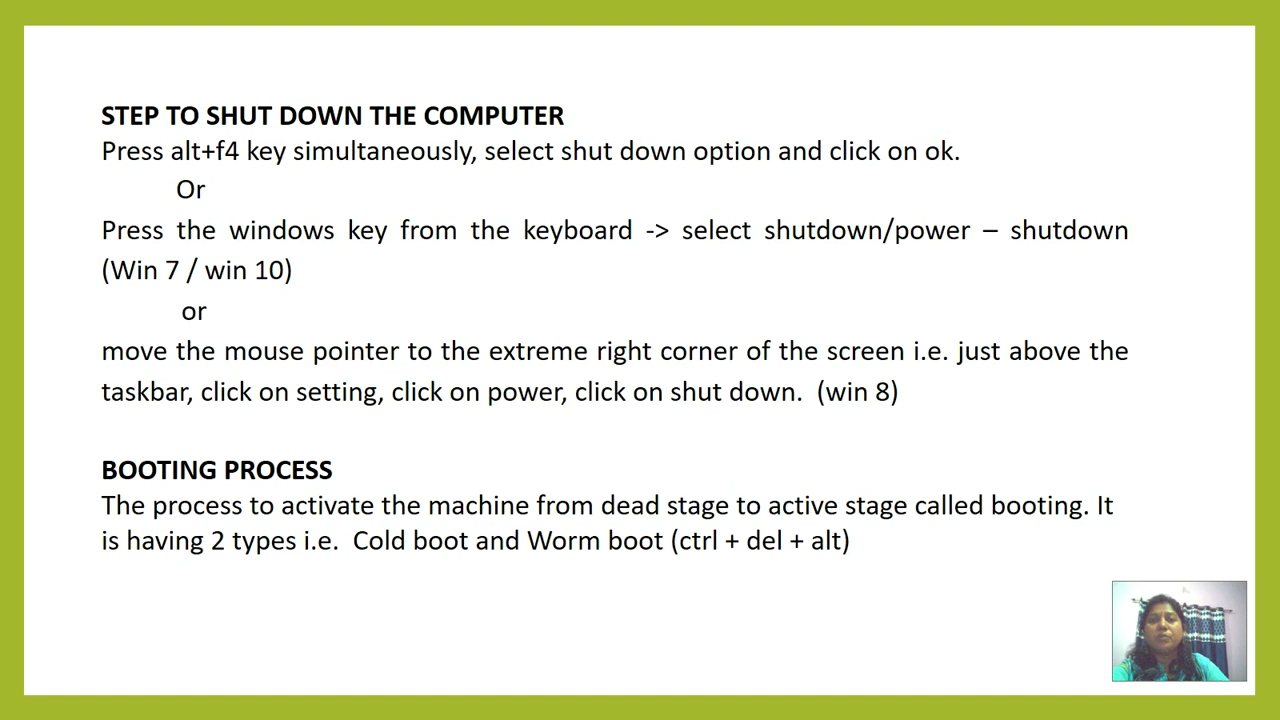 STEP TO SHUT DOWN THE COMPUTER
Press alt+f4 key simultaneously, select shut down option and click on ok.
Or
Press the windows key from the keyboard -> select shutdown/power – shutdown
(Win 7 / win 10)
or
move the mouse pointer to the extreme right corner of the screen i.e. just above the
taskbar, click on setting, click on power, click on shut down. (win 8)
BOOTING PROCESS
The process to activate the machine from dead stage to active stage called booting. It
is having 2 types i.e. Cold boot and Worm boot (ctrl + del + alt)